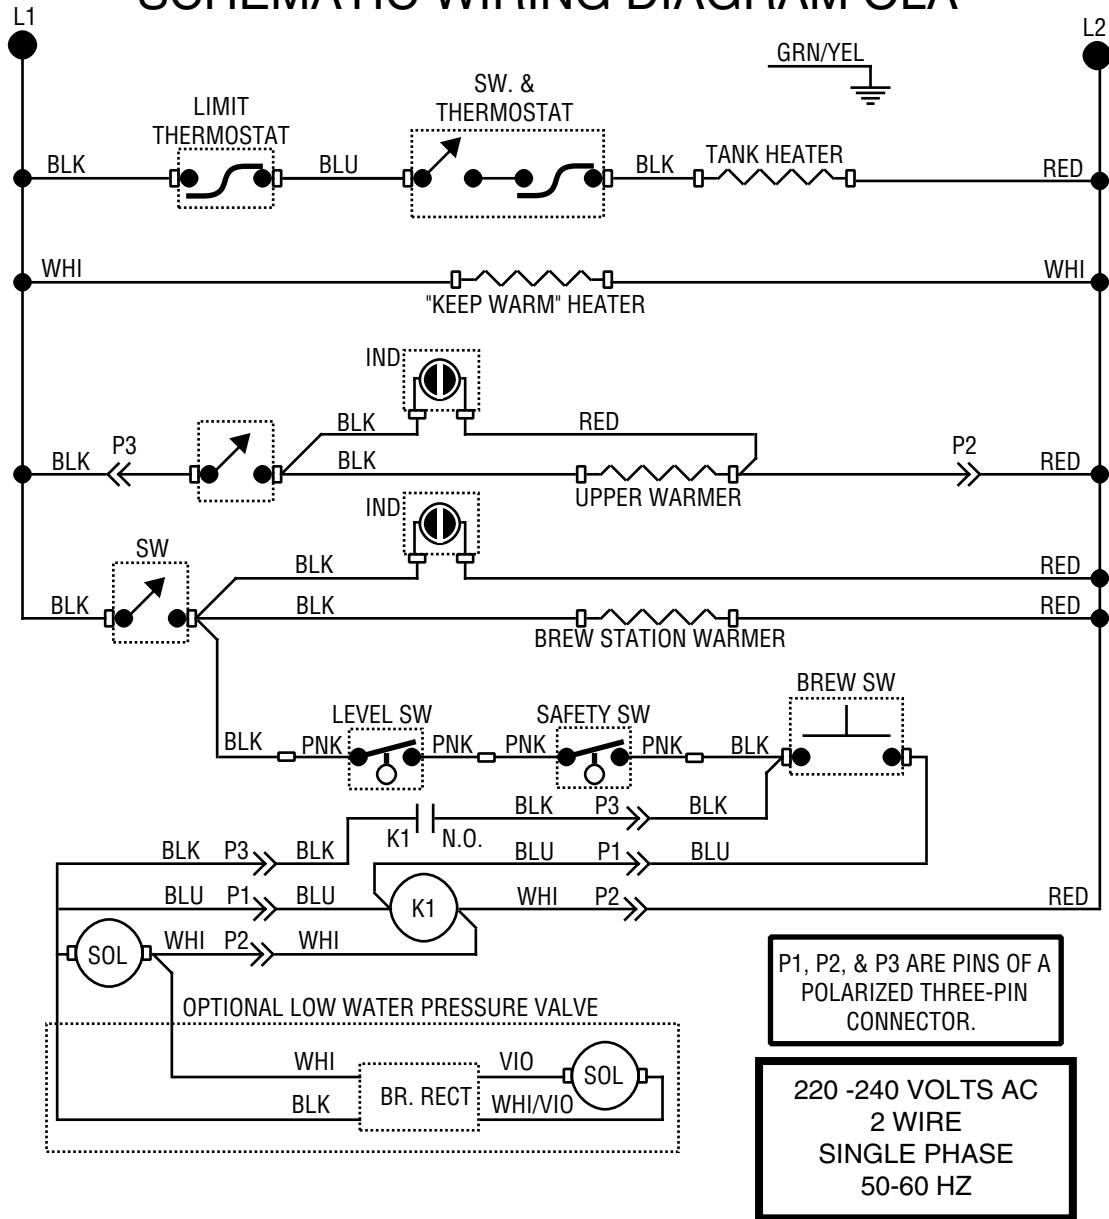 SCHEMATIC WIRING DIAGRAM CLA
L1
L2
GRN/YEL
SW. &
THERMOSTAT
LIMIT
THERMOSTAT
BLK
BLU
BLK
TANK HEATER
RED
WHI
WHI
"KEEP WARM" HEATER
IND
BLK
RED
BLK
P3
BLK
P2
RED
UPPER WARMER
IND
SW
BLK
RED
BLK
BLK
RED
BREW STATION WARMER
BREW SW
LEVEL SW
SAFETY SW
BLK
PNK
PNK
PNK
PNK
BLK
BLK
P3
BLK
K1
N.O.
BLK
P3
BLK
BLU
P1
BLU
BLU
P1
BLU
K1
WHI
P2
RED
SOL
WHI
P2
WHI
P1, P2, & P3 ARE PINS OF A
POLARIZED THREE-PIN
CONNECTOR.
OPTIONAL LOW WATER PRESSURE VALVE
WHI
VIO
SOL
BLK
BR. RECT
WHI/VIO
220 -240 VOLTS AC
2 WIRE
SINGLE PHASE
50-60 HZ